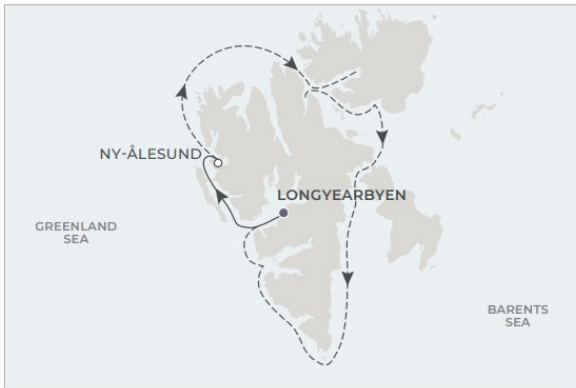 NY-ÅLESUND
LONGYEARBYEN
GREENLAND
SEA
BARENTS
SEA